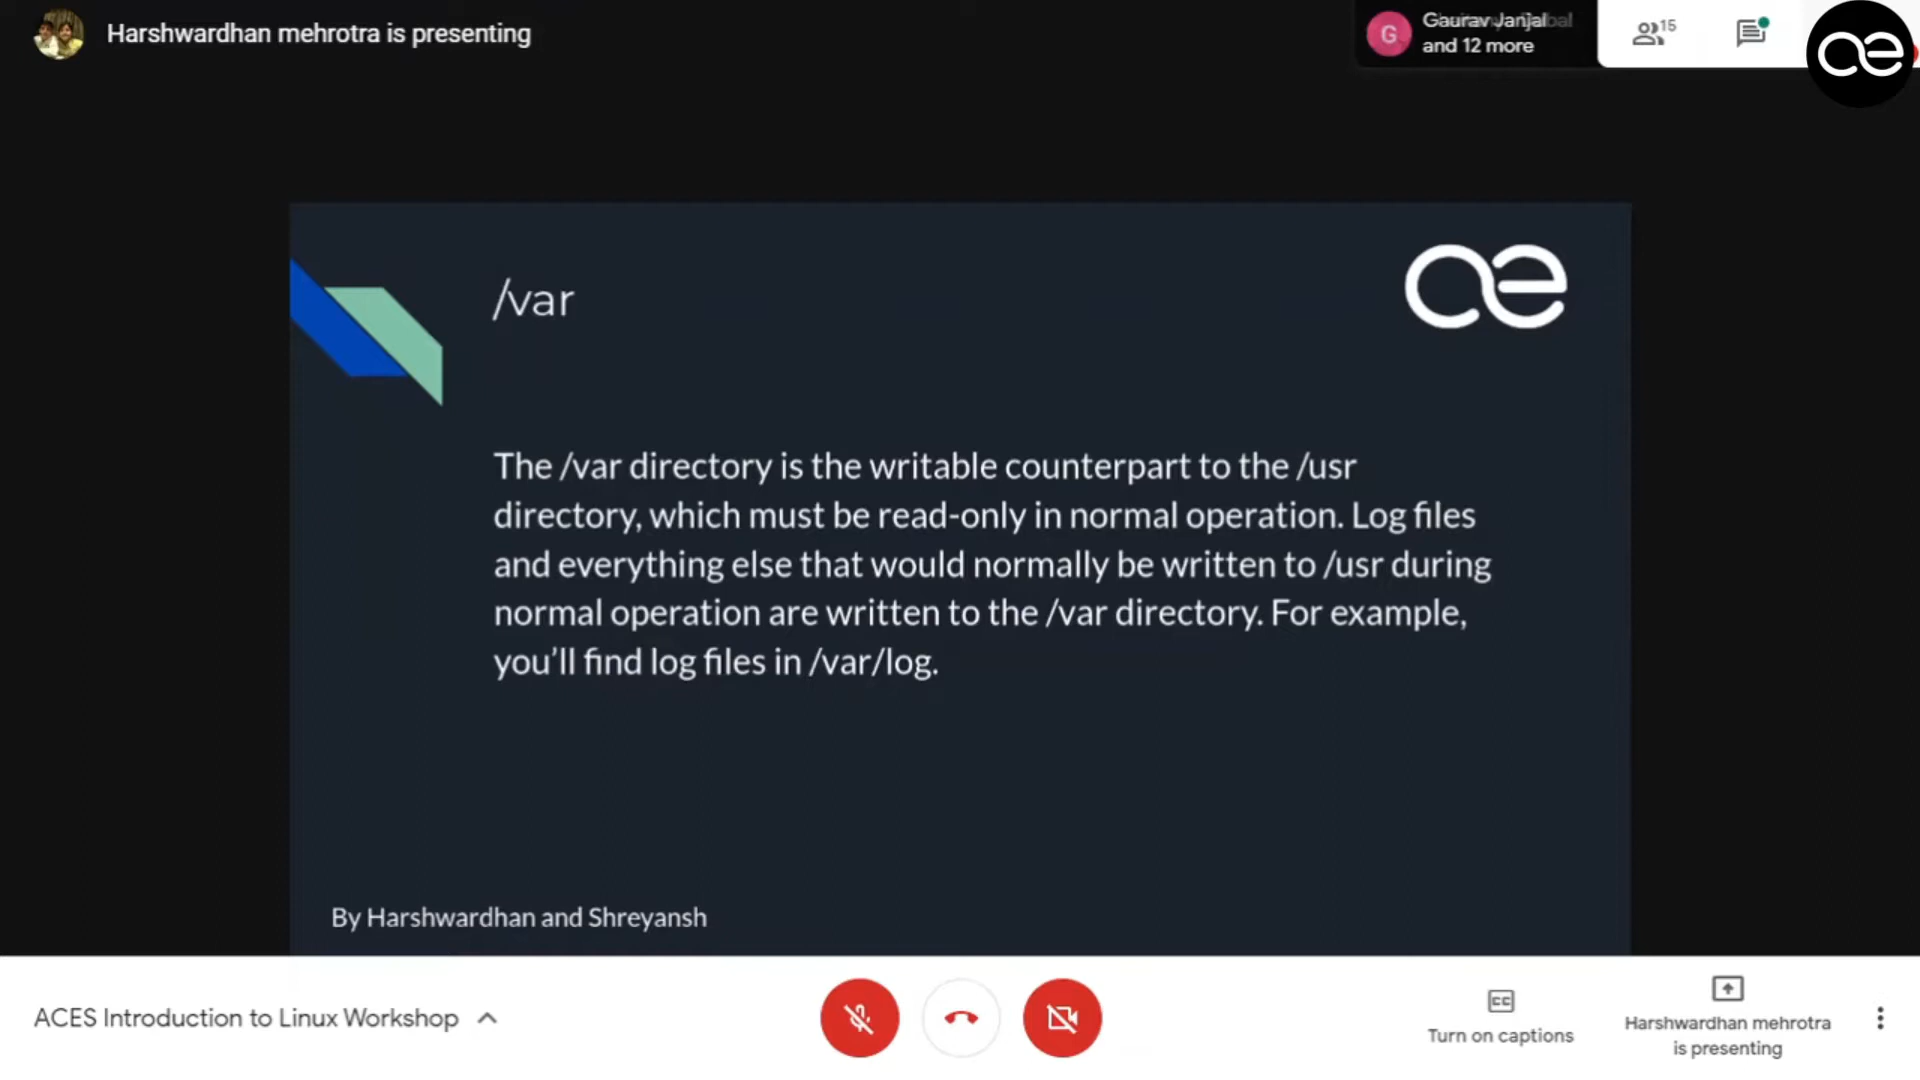 Harshwardhan mehrotra is presenting
G
Gaurav Janjal
and 12 more
15
/var
The /var directory is the writable counterpart to the /usr
directory, which must be read-only in normal operation. Log files
and everything else that would normally be written to /usr during
normal operation are written to the /var directory. For example,
you’ll find log files in /var/log.
By Harshwardhan and Shreyansh
ACES Introduction to Linux Workshop
CC
Turn on captions
Harshwardhan mehrotra
is presenting